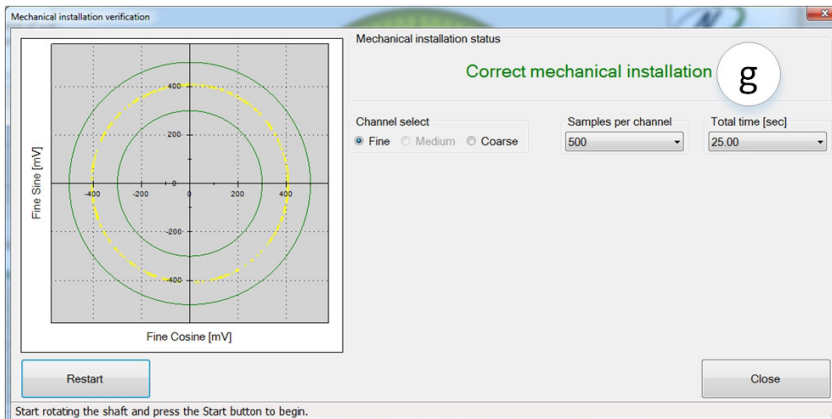 Mechanical installation verification
x
Mechanical installation status
Correct mechanical installation
g
Channel select
Fine
Medium
Coarse
Samples per channel
500
Total time [sec]
25.00
Fine Sine [mV]
400
200
-400
-200
0
200
400
-200
-400
Fine Cosine [mV]
Restart
Close
Start rotating the shaft and press the Start button to begin.